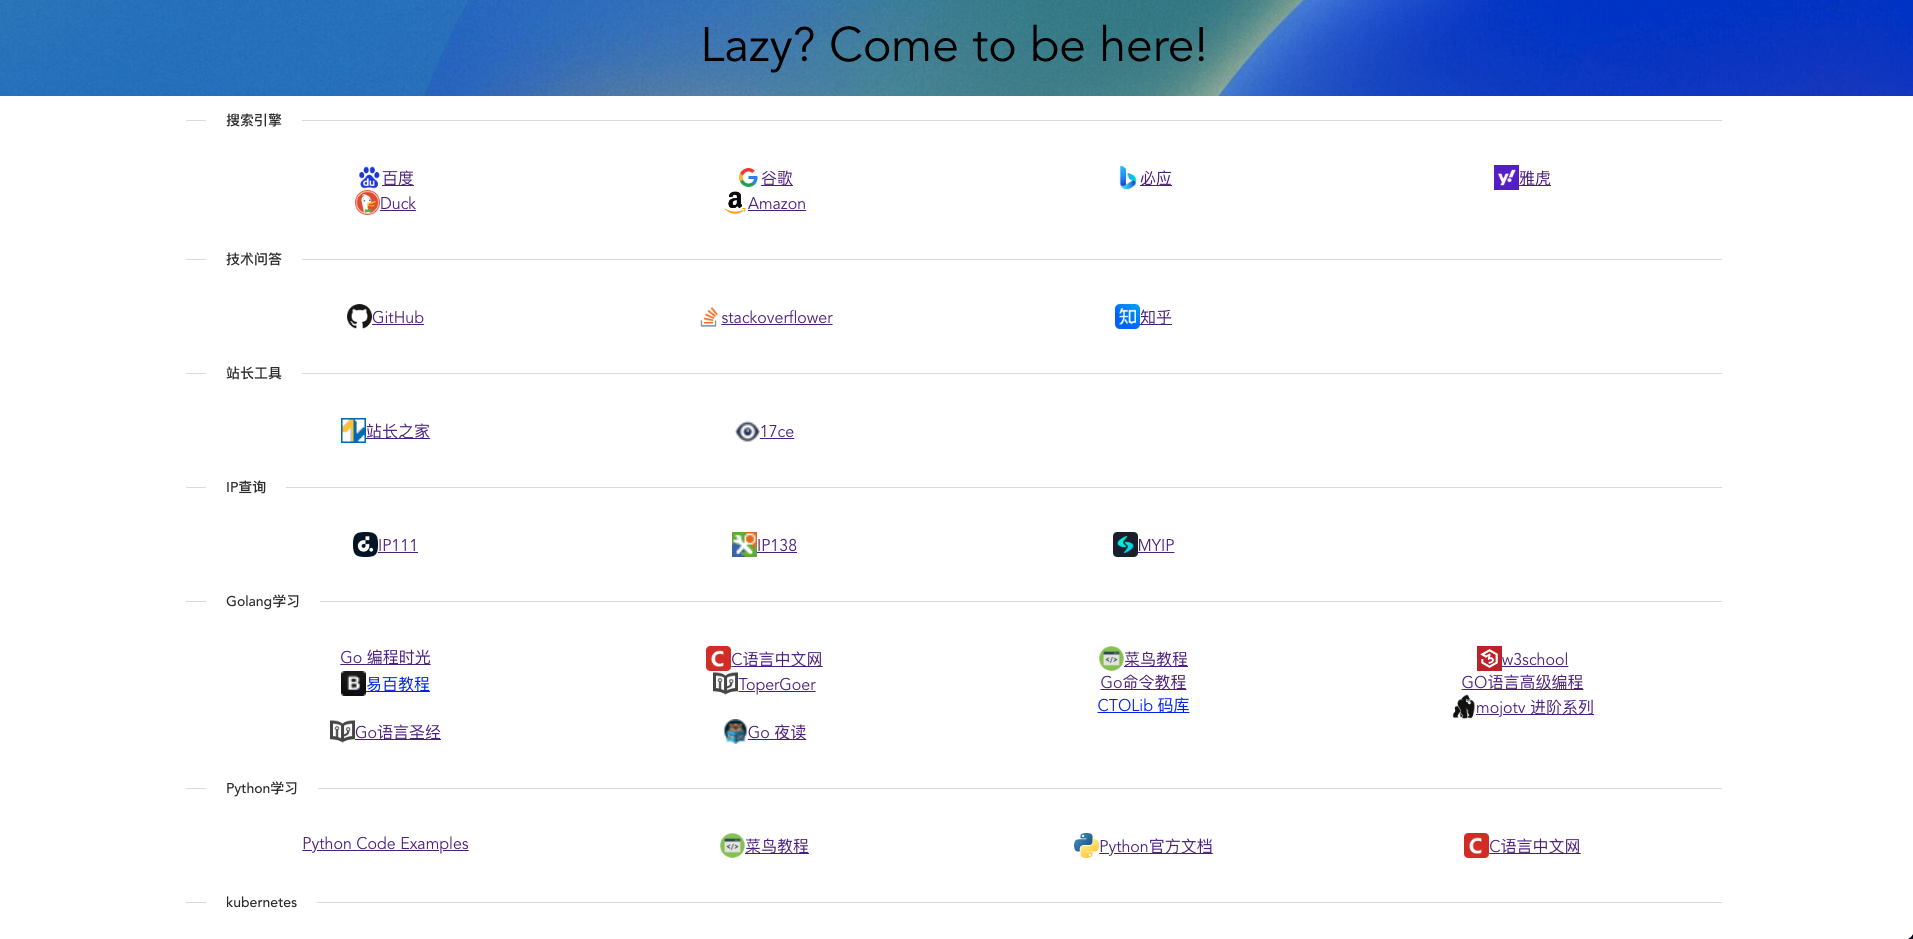 Lazy? Come to be here!
搜索引擎
百度 谷歌 必应 雅虎
Duck Amazon
技术问答
GitHub stackoverflower 知乎
站长工具
站长之家 17ce
IP查询
IP111 IP138 MYIP
Golang学习
Go 编程时光 C语言中文网 菜鸟教程 w3school
易百教程 ToperGoer Go命令教程 GO语言高级编程
CTOLib 码库 mojotv 进阶系列
Go语言圣经 Go 夜读
Python学习
Python Code Examples 菜鸟教程 Python官方文档 C语言中文网
kubernetes